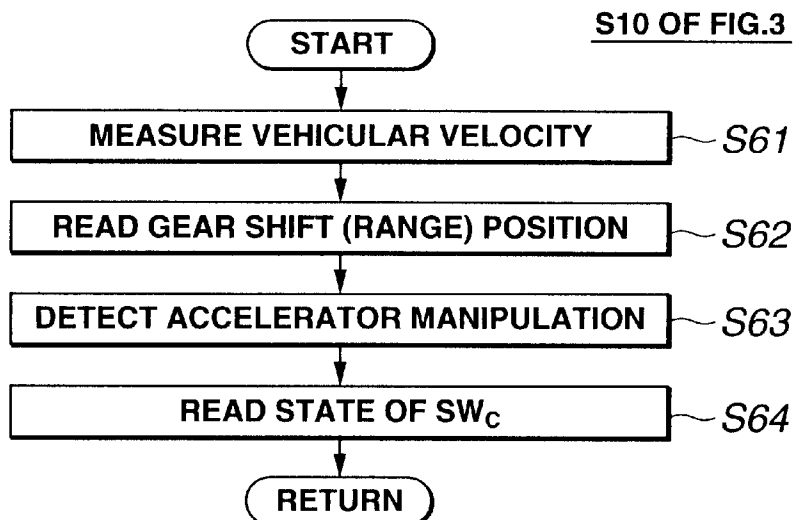 S10 OF FIG.3
START
MEASURE VEHICULAR VELOCITY
S61
READ GEAR SHIFT (RANGE) POSITION
S62
DETECT ACCELERATOR MANIPULATION
S63
READ STATE OF SWC
S64
RETURN